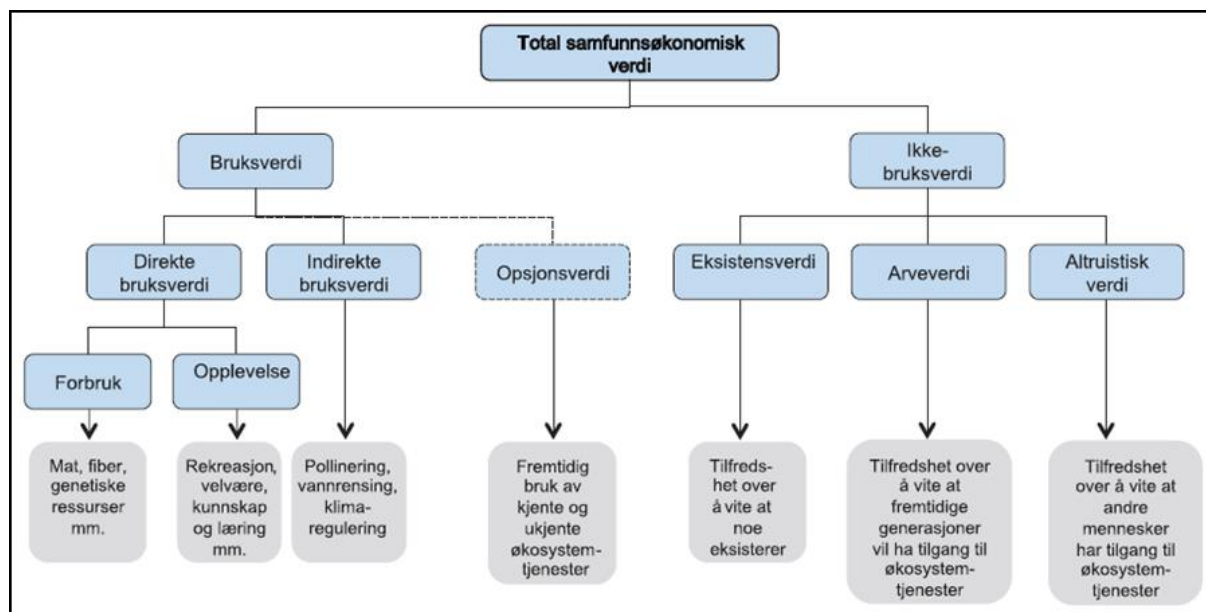 Total samfunnsøkonomisk
verdi
Bruksverdi
Ikke-
bruksverdi
Direkte
bruksverdi
Indirekte
bruksverdi
Opsjonsverdi
Eksistensverdi
Arveverdi
Altruistisk
verdi
Forbruk
Opplevelse
Mat, fiber,
genetiske
ressurser
mm.
Rekreasjon,
velvære,
kunnskap
og læring
mm.
Pollinering,
vannrensing,
klima-
regulering
Fremtidig
bruk av
kjente og
ukjente
økosystem-
tjenester
Tilfreds-
het over
å vite at
noe
eksisterer
Tilfredshet over
å vite at
fremtidige
generasjoner
vil ha tilgang til
økosystem-
tjenester
Tilfredshet
over å vite at
andre
mennesker
har tilgang til
økosystem-
tjenester